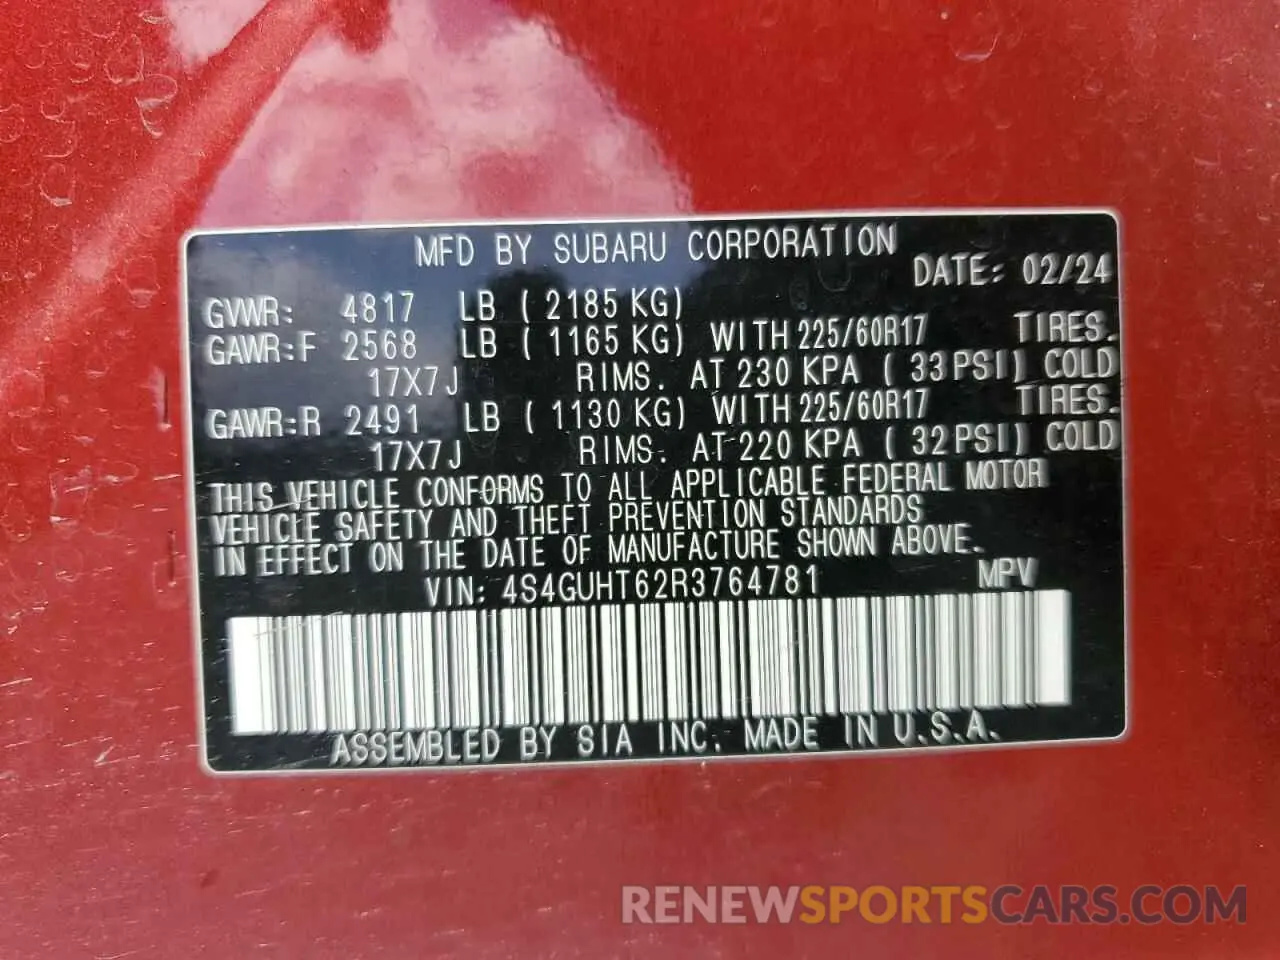 MFD BY SUBARU CORPORATION
DATE: 02/24
GVWR: 4817 LB ( 2185 KG)
GAWR:F 2568 LB ( 1165 KG) WITH 225/60R17 TIRES.
17X7J RIMS. AT 230 KPA ( 33PSI) COLD
GAWR:R 2491 LB ( 1130 KG) WITH 225/60R17 TIRES.
17X7J RIMS. AT 220 KPA ( 32PSI) COLD
THIS VEHICLE CONFORMS TO ALL APPLICABLE FEDERAL MOTOR
VEHICLE SAFETY AND THEFT PREVENTION STANDARDS
IN EFFECT ON THE DATE OF MANUFACTURE SHOWN ABOVE.
VIN: 4S4GUHT62R3764781 MPV
ASSEMBLED BY SIA INC. MADE IN U.S.A.
RENEWSPORTSCARS.COM